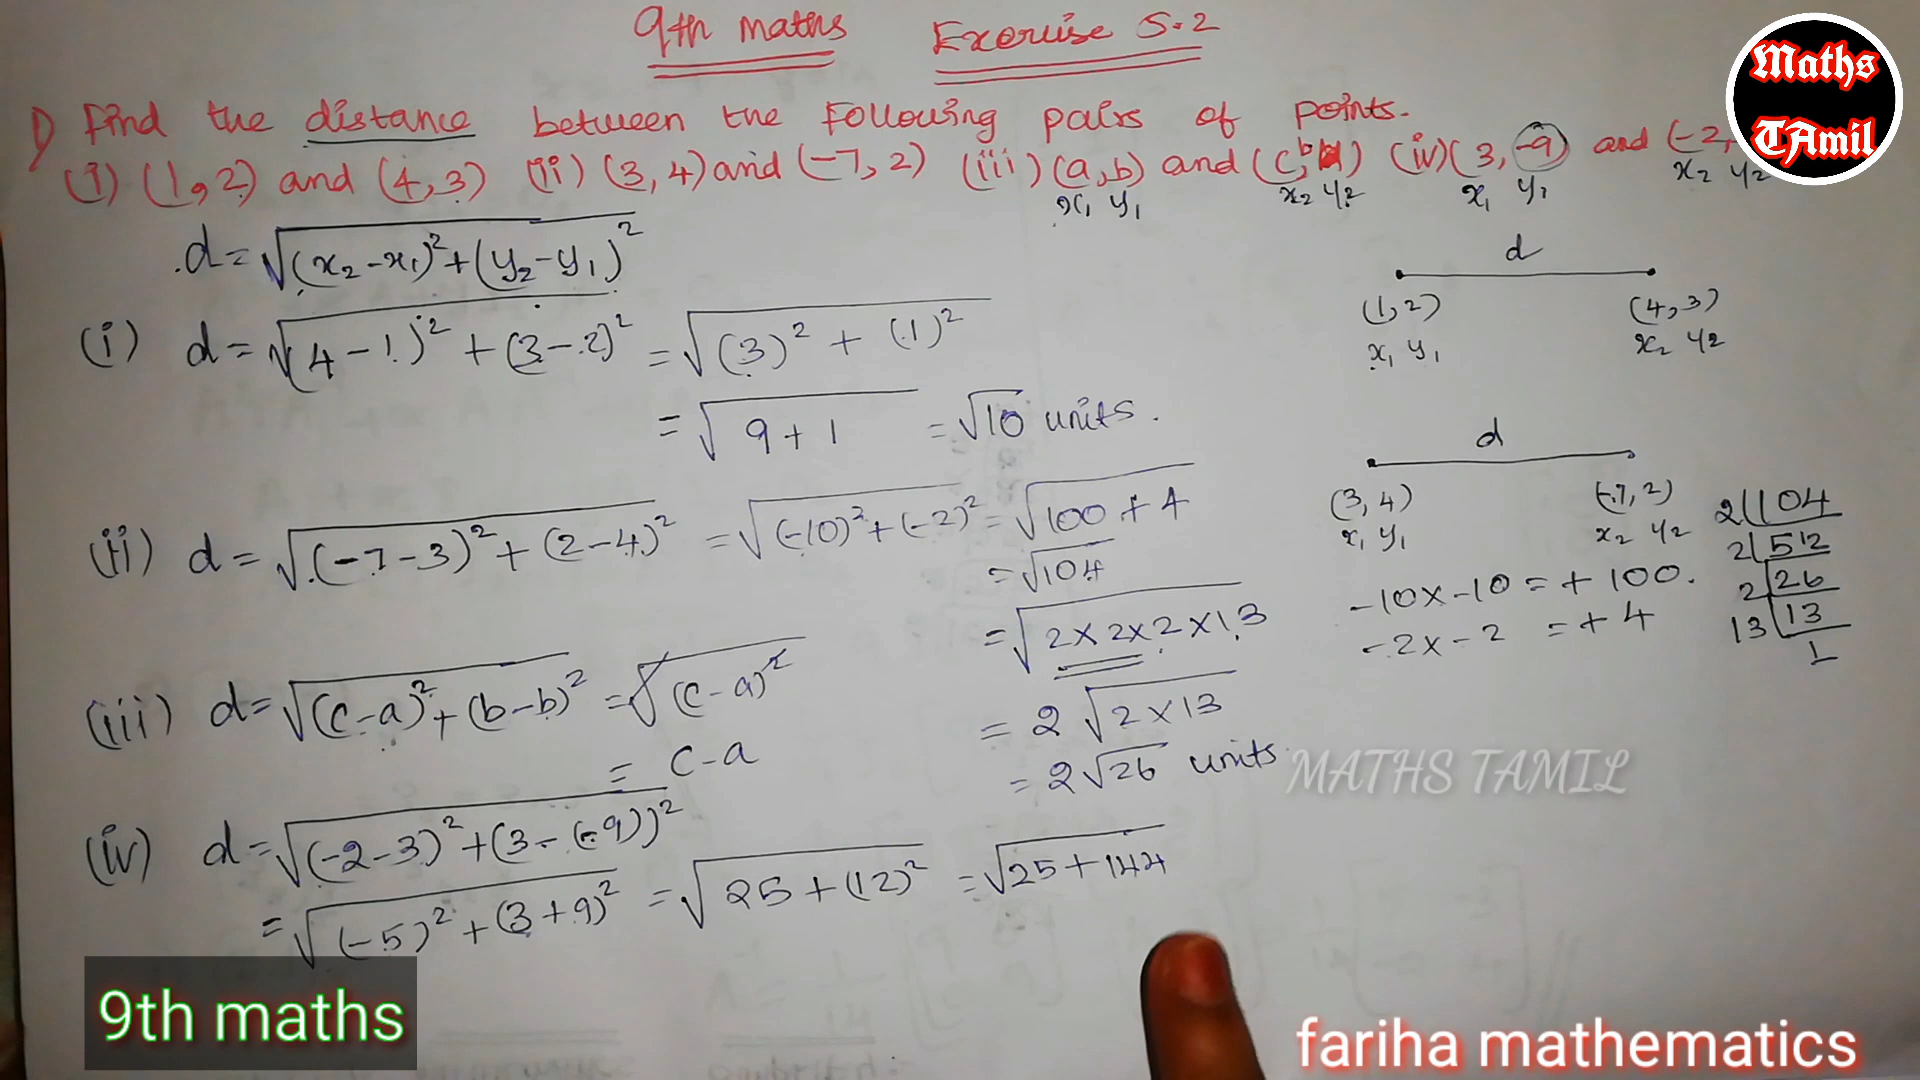 9th maths Exercise 5.2
Maths TAmil
1) Find the distance between the following pairs of points.
(i) (1,2) and (4,3) (ii) (3,4) and (-7,2) (iii) (a,b) and (c,b) (iv) (3,-9) and (-2,
x₁ y₁ x₂ y₂ x₁ y₁ x₂ y₂
d = √(x₂-x₁)²+(y₂-y₁)²
d
(1,2) (4,3)
x₁ y₁ x₂ y₂
(i) d = √(4-1)²+(3-2)² = √(3)² + (1)²
= √9+1 = √10 units.
d
(3,4) (-7,2)
x₁ y₁ x₂ y₂
(ii) d = √(-7-3)²+(2-4)² = √(-10)²+(-2)² = √100+4
= √104
= √2×2×2×13
= 2√2×13
= 2√26 units
-10×-10 = +100.
-2×-2 = +4
2|104
2|52
2|26
13|13
1
(iii) d = √(c-a)²+(b-b)² = √(c-a)²
= c-a
(iv) d = √(-2-3)²+(3-(-9))²
= √(-5)²+(3+9)² = √25+(12)² = √25+144
MATHS TAMIL
9th maths
fariha mathematics